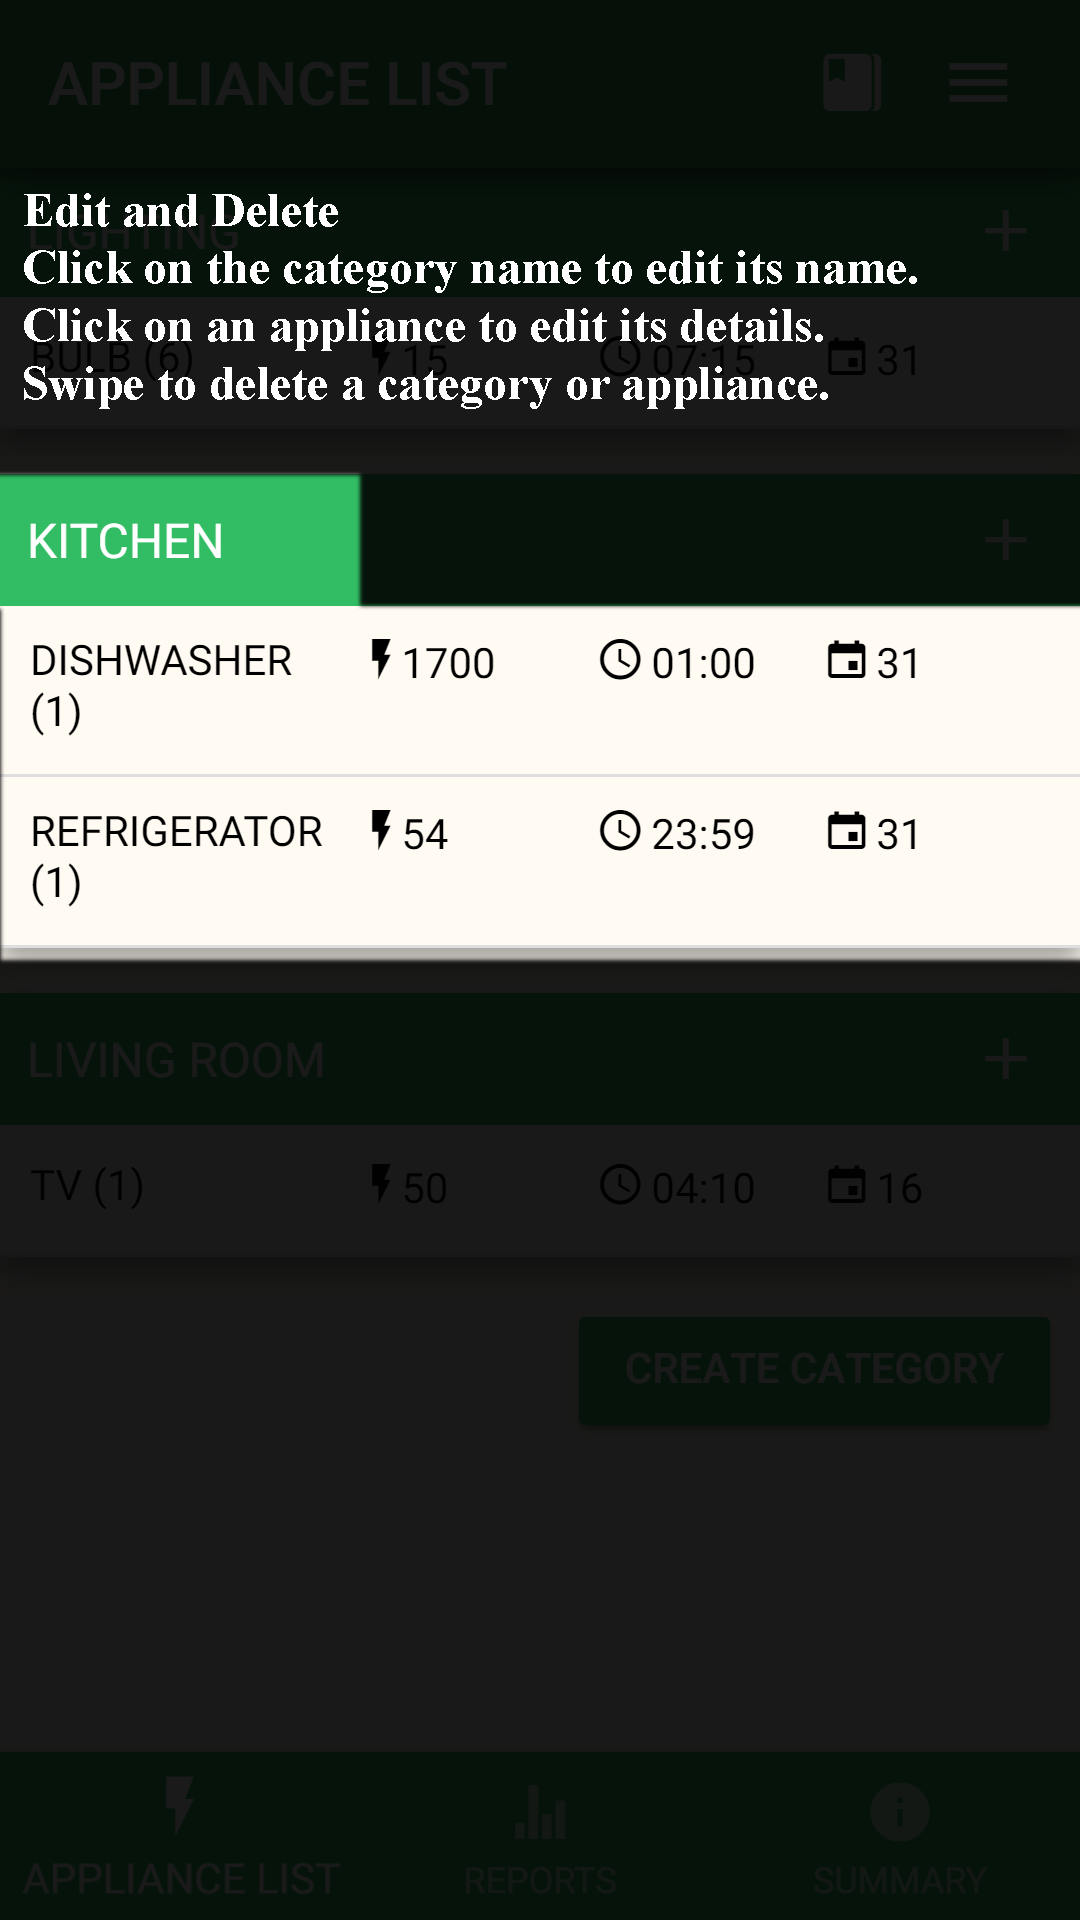 APPLIANCE LIST
Edit and Delete
LIGHTING
Click on the category name to edit its name.
Click on an appliance to edit its details.
BULB (6) 15 07:15 31
Swipe to delete a category or appliance.
KITCHEN
DISHWASHER 1700 01:00 31
(1)
REFRIGERATOR 54 23:59 31
(1)
LIVING ROOM
TV (1) 50 04:10 16
CREATE CATEGORY
APPLIANCE LIST REPORTS SUMMARY